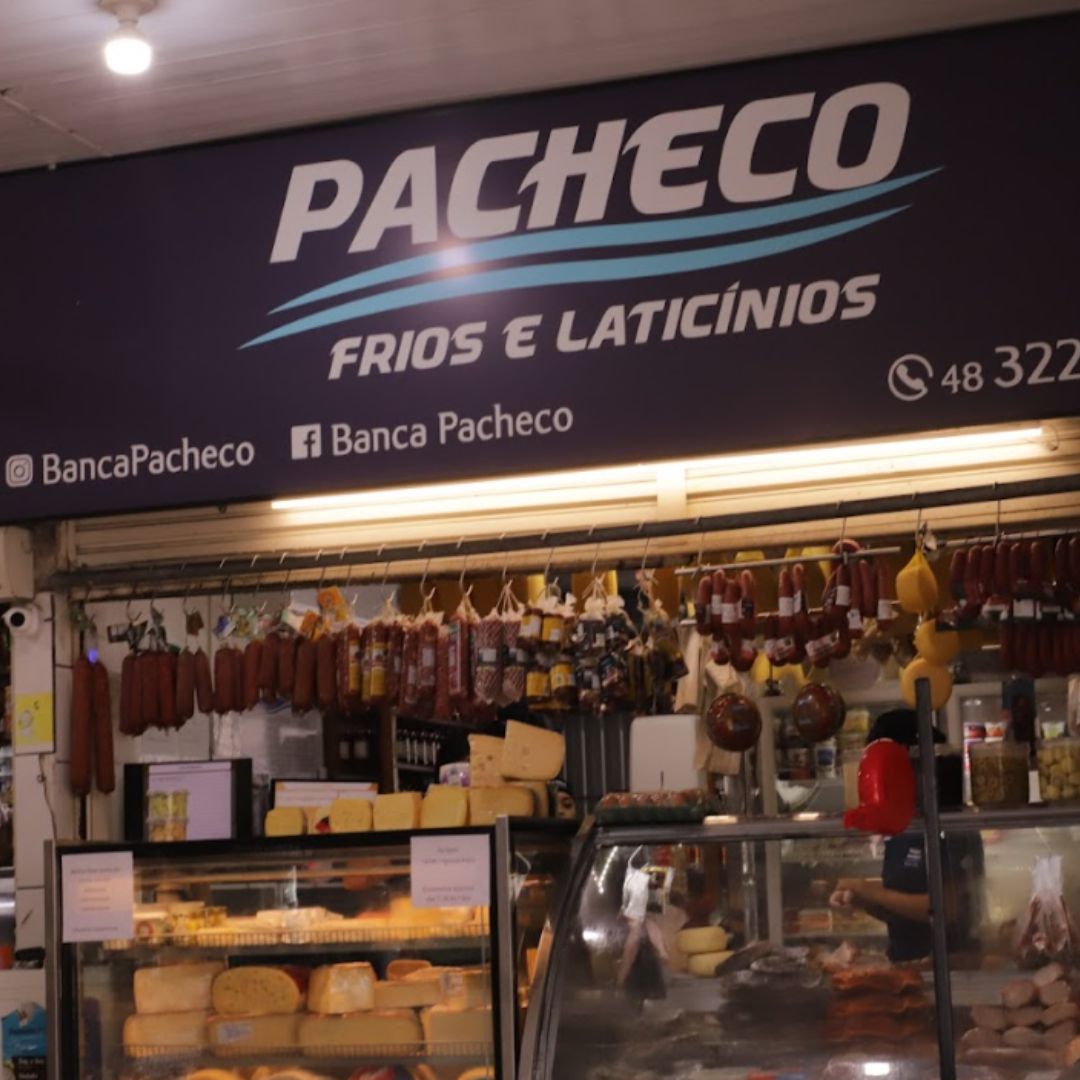 PACHECO
FRIOS E LATICÍNIOS
48 322
BancaPacheco
Banca Pacheco